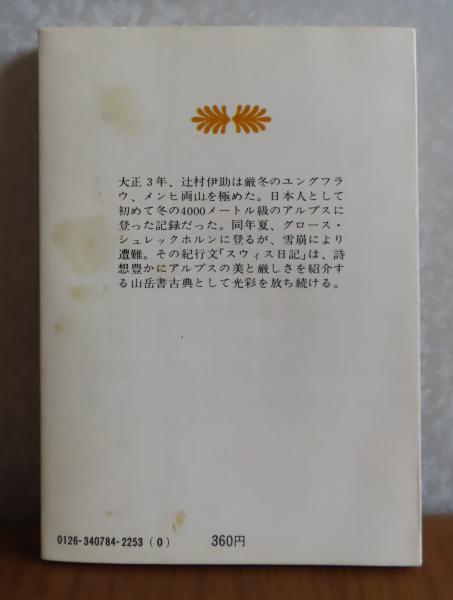 大正３年、辻村伊助は厳冬のユングフラ
ウ、メンヒ両山を極めた。日本人として
初めて冬の4000メートル級のアルプスに
登った記録だった。同年夏、グロース・
シュレックホルンに登るが、雪崩により
遭難。その紀行文「スウィス日記」は、詩
想豊かにアルプスの美と厳しさを紹介す
る山岳書古典として光彩を放ち続ける。
0126-340784-2253(0) 360円